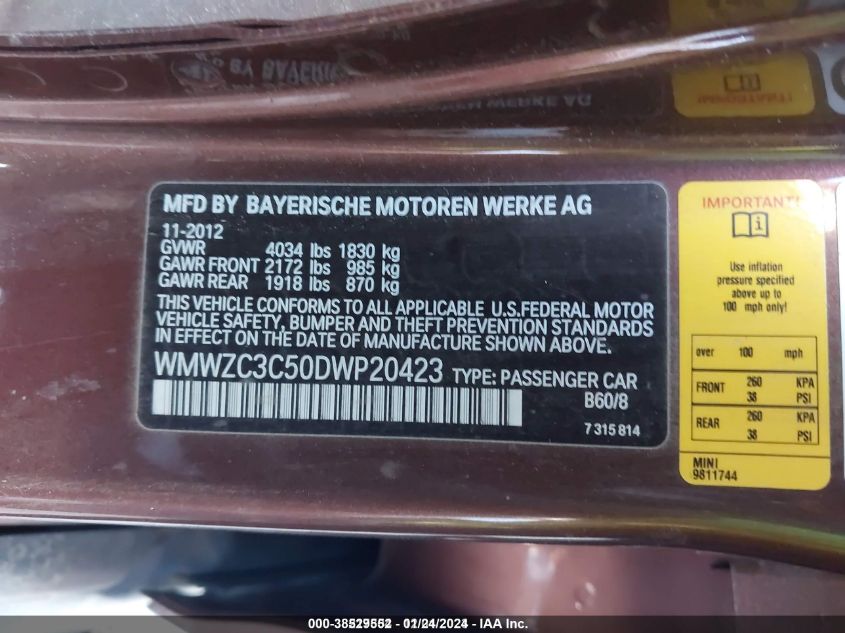 BY BAYERI
WERKE AG
MFD BY BAYERISCHE MOTOREN WERKE AG
11-2012
GVWR 4034 lbs 1830 kg
GAWR FRONT 2172 lbs 985 kg
GAWR REAR 1918 lbs 870 kg
THIS VEHICLE CONFORMS TO ALL APPLICABLE U.S.FEDERAL MOTOR
VEHICLE SAFETY, BUMPER AND THEFT PREVENTION STANDARDS
IN EFFECT ON THE DATE OF MANUFACTURE SHOWN ABOVE.
WMWZC3C50DWP20423 TYPE: PASSENGER CAR
B60/8
7 315 814
IMPORTANT!
Use inflation
pressure specified
above up to
100 mph only!
over 100 mph
FRONT 260 KPA
38 PSI
REAR 260 KPA
38 PSI
MINI
9811744
01/24/2024 - IAA Inc.